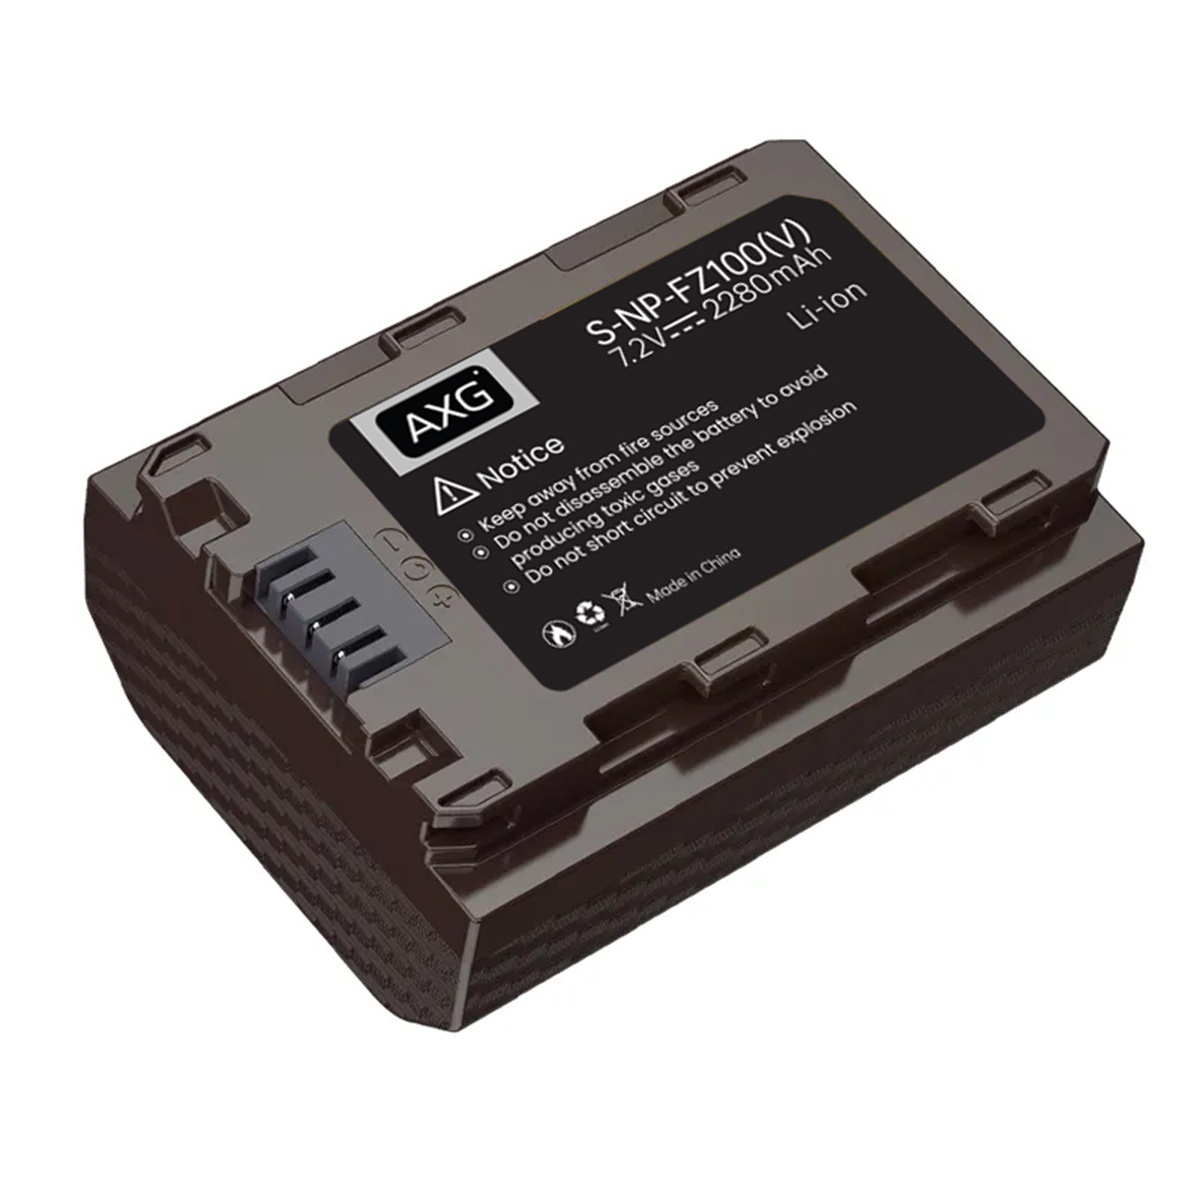 S-NP-FZ100(V)
7.2V⎓2280mAh
Li-ion
AXG
Notice
Keep away from fire sources
Do not disassemble the battery to avoid
producing toxic gases
Do not short circuit to prevent explosion
Made in China